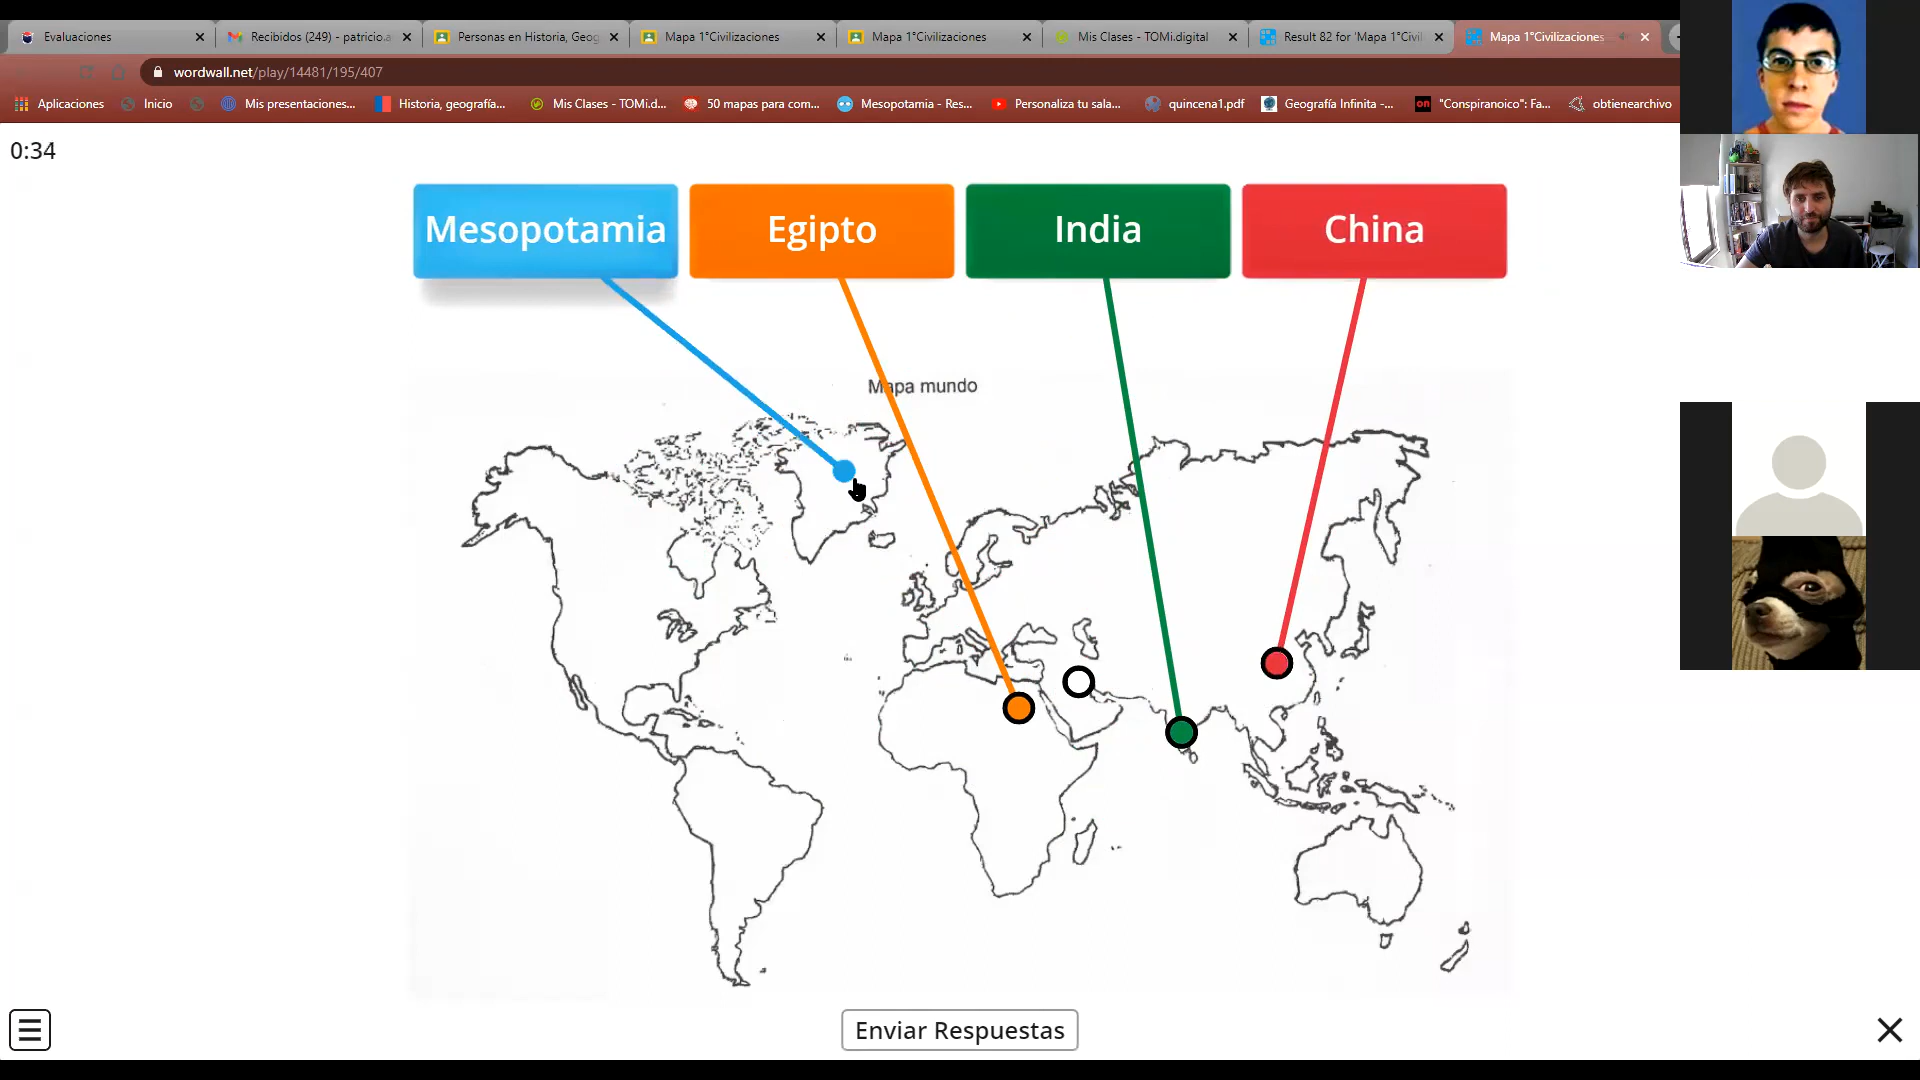 Evaluaciones
Recibidos (249) - patricio.a
Personas en Historia, Geog
Mapa 1°Civilizaciones
Mapa 1°Civilizaciones
Mis Clases - TOMi.digital
Result 82 for 'Mapa 1°Civil
Mapa 1°Civilizaciones
wordwall.net/play/14481/195/407
Aplicaciones
Inicio
Mis presentaciones...
Historia, geografía...
Mis Clases - TOMi.d...
50 mapas para com...
Mesopotamia - Res...
Personaliza tu sala...
quincena1.pdf
Geografía Infinita -...
"Conspiranoico": Fa...
obtienearchivo
0:34
Mesopotamia
Egipto
India
China
Mapa mundo
Enviar Respuestas